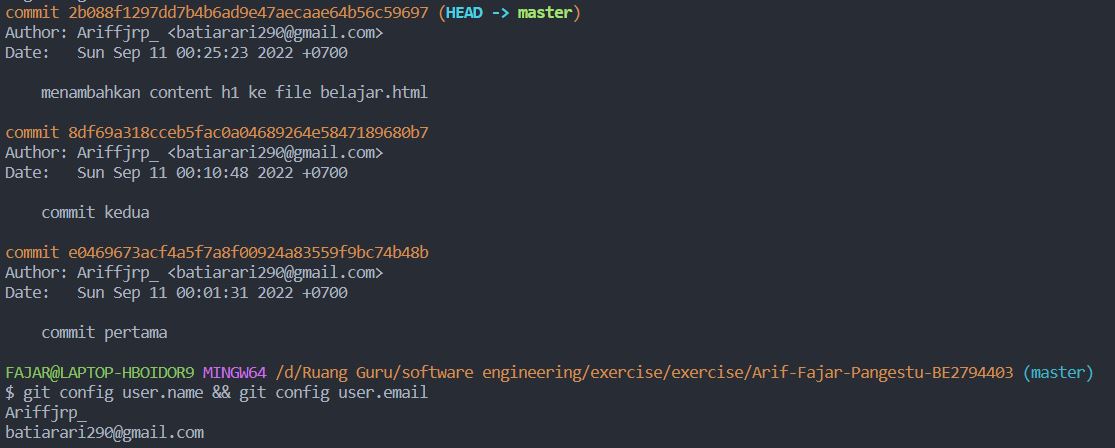 commit 2b088f1297dd7b4b6ad9e47aecaae64b56c59697 (HEAD -> master)
Author: Ariffjrp_ <batiarari290@gmail.com>
Date:   Sun Sep 11 00:25:23 2022 +0700
menambahkan content h1 ke file belajar.html
commit 8df69a318cceb5fac0a04689264e5847189680b7
Author: Ariffjrp_ <batiarari290@gmail.com>
Date:   Sun Sep 11 00:10:48 2022 +0700
commit kedua
commit e0469673acf4a5f7a8f00924a83559f9bc74b48b
Author: Ariffjrp_ <batiarari290@gmail.com>
Date:   Sun Sep 11 00:01:31 2022 +0700
commit pertama
FAJAR@LAPTOP-HBOIDOR9 MINGW64 /d/Ruang Guru/software engineering/exercise/exercise/Arif-Fajar-Pangestu-BE2794403 (master)
$ git config user.name && git config user.email
Ariffjrp_
batiarari290@gmail.com